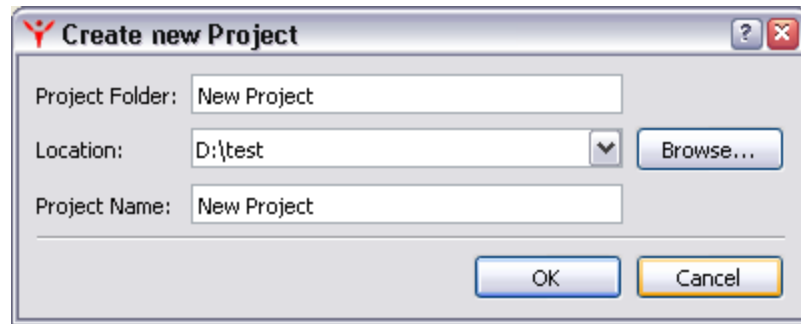 Create new Project
Project Folder: New Project
Location: D:\test Browse...
Project Name: New Project
OK Cancel